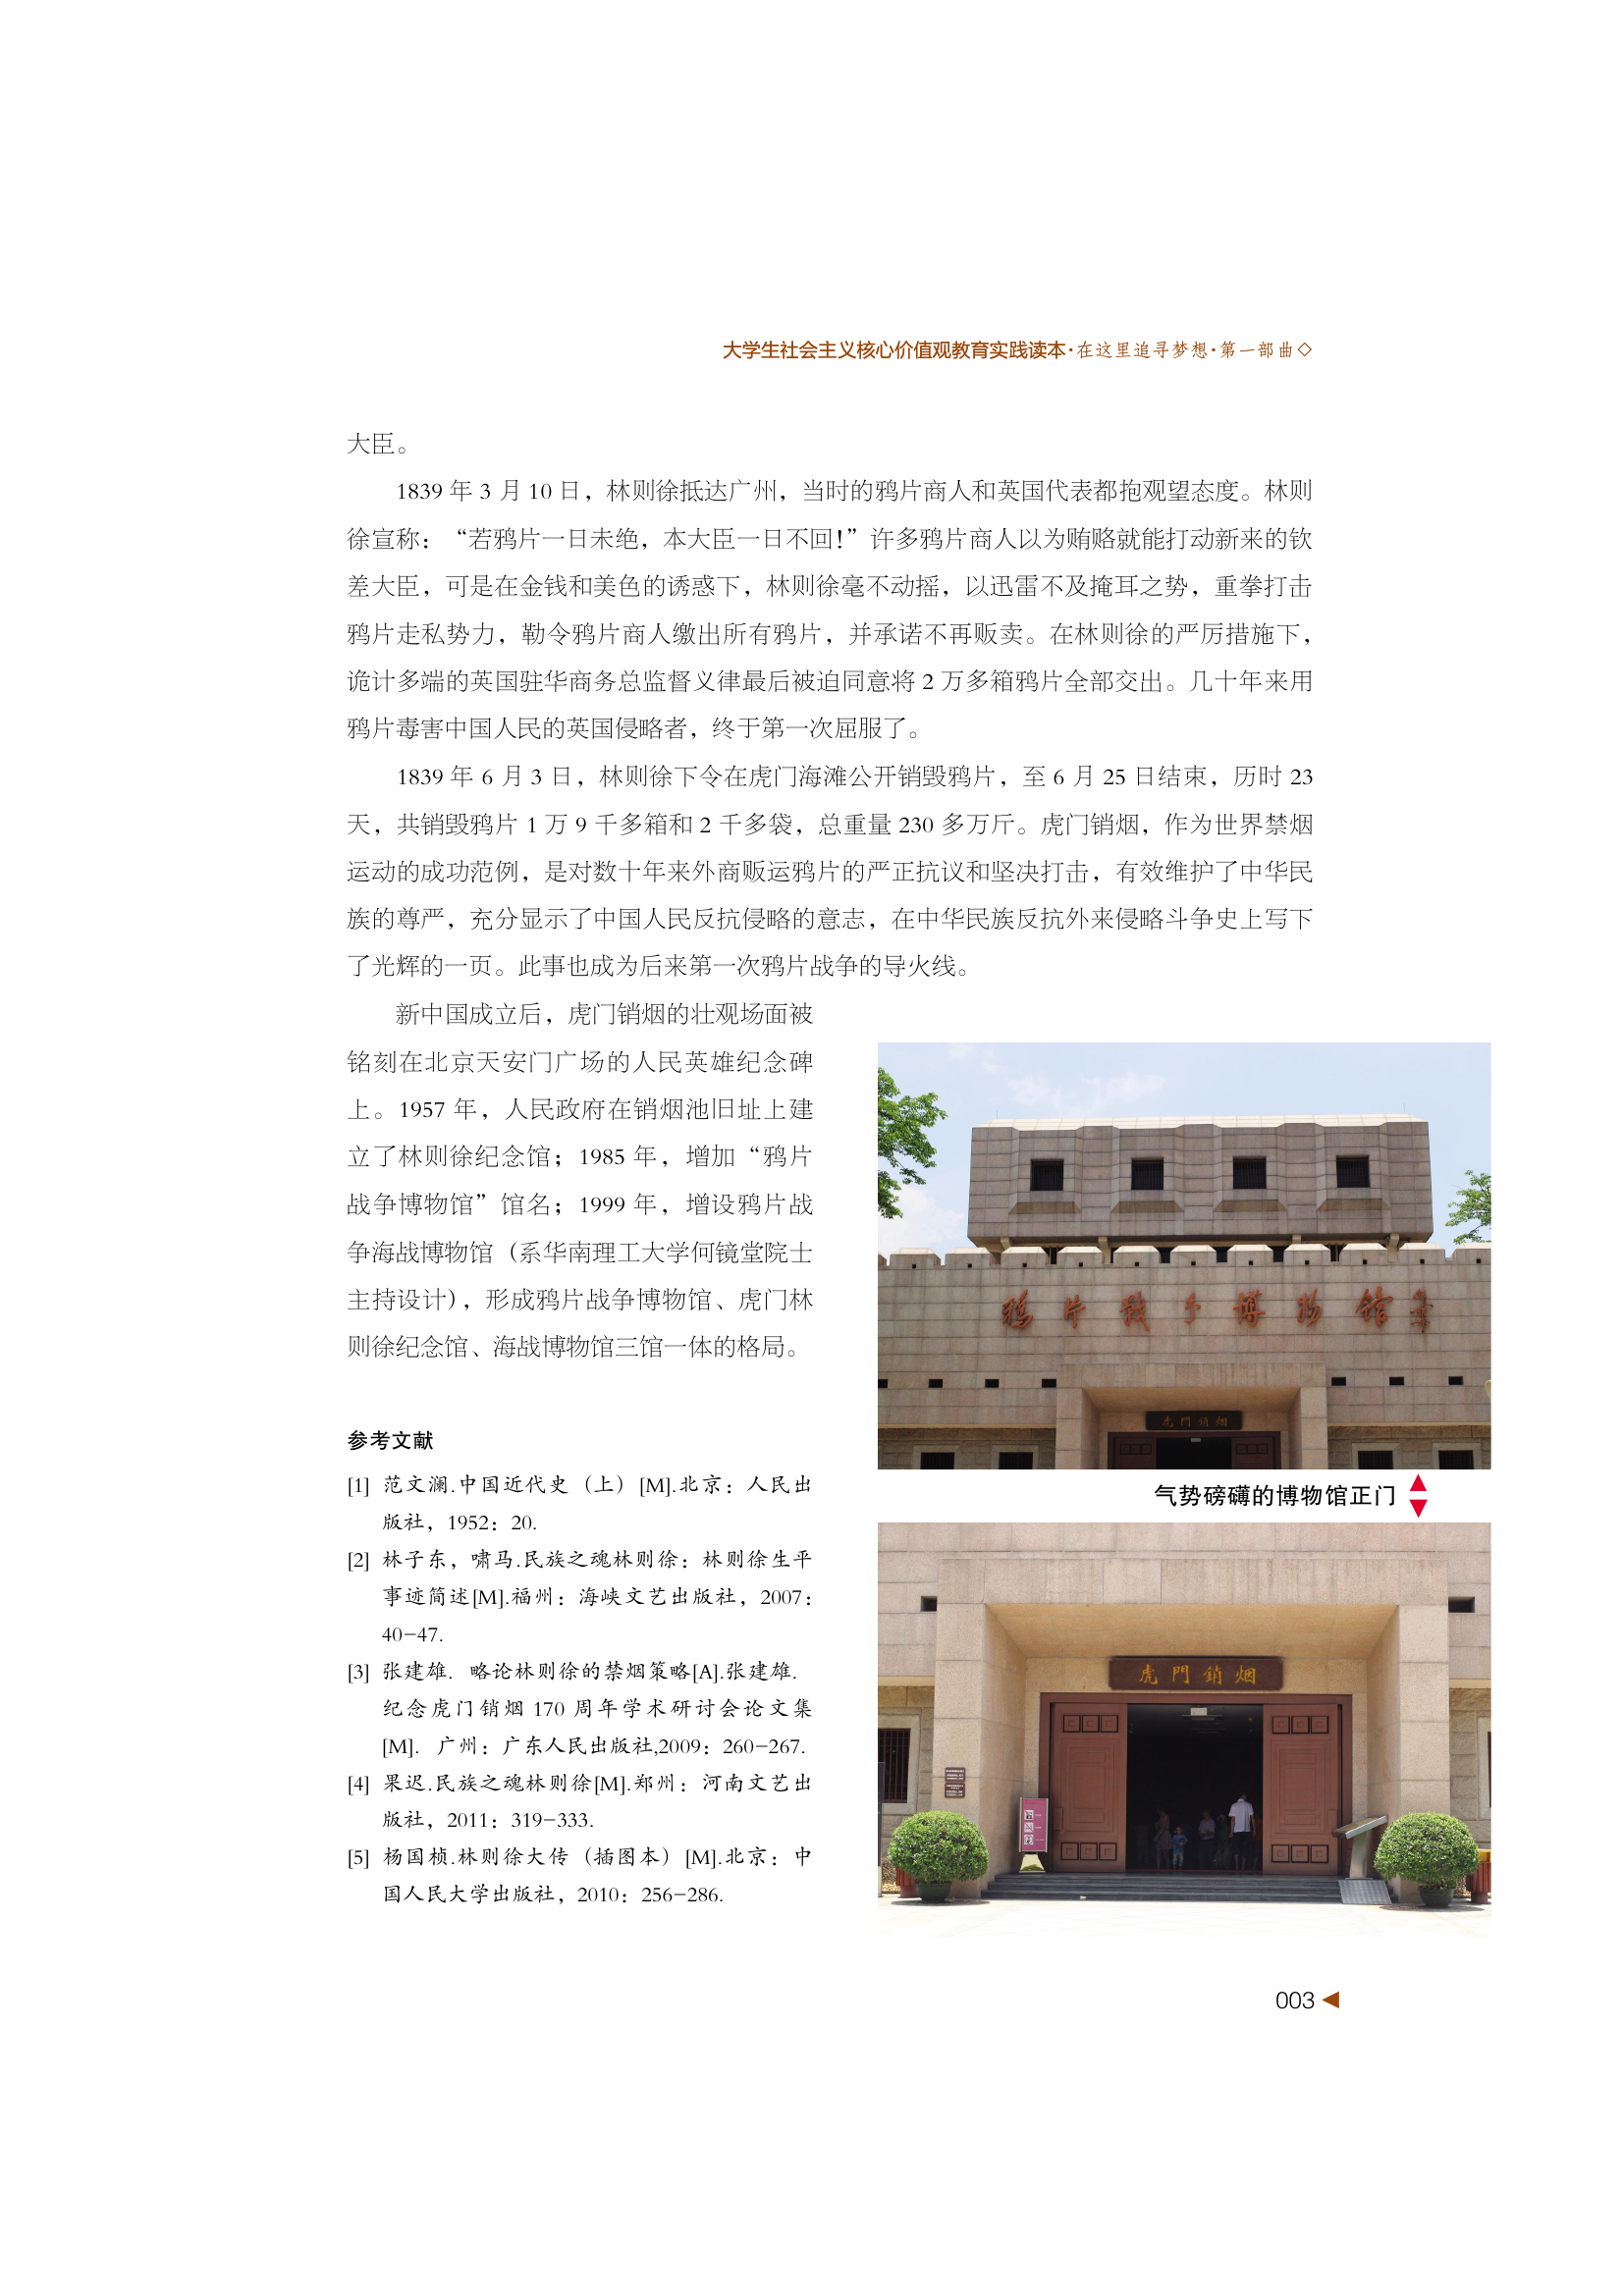 大学生社会主义核心价值观教育实践读本·在这里追寻梦想·第一部曲◇
大臣。
1839 年 3 月 10 日，林则徐抵达广州，当时的鸦片商人和英国代表都抱观望态度。林则
徐宣称：“若鸦片一日未绝，本大臣一日不回！”许多鸦片商人以为贿赂就能打动新来的钦
差大臣，可是在金钱和美色的诱惑下，林则徐毫不动摇，以迅雷不及掩耳之势，重拳打击
鸦片走私势力，勒令鸦片商人缴出所有鸦片，并承诺不再贩卖。在林则徐的严厉措施下，
诡计多端的英国驻华商务总监督义律最后被迫同意将 2 万多箱鸦片全部交出。几十年来用
鸦片毒害中国人民的英国侵略者，终于第一次屈服了。
1839 年 6 月 3 日，林则徐下令在虎门海滩公开销毁鸦片，至 6 月 25 日结束，历时 23
天，共销毁鸦片 1 万 9 千多箱和 2 千多袋，总重量 230 多万斤。虎门销烟，作为世界禁烟
运动的成功范例，是对数十年来外商贩运鸦片的严正抗议和坚决打击，有效维护了中华民
族的尊严，充分显示了中国人民反抗侵略的意志，在中华民族反抗外来侵略斗争史上写下
了光辉的一页。此事也成为后来第一次鸦片战争的导火线。
新中国成立后，虎门销烟的壮观场面被
铭刻在北京天安门广场的人民英雄纪念碑
上。1957 年，人民政府在销烟池旧址上建
立了林则徐纪念馆；1985 年，增加“鸦片
战争博物馆”馆名；1999 年，增设鸦片战
争海战博物馆（系华南理工大学何镜堂院士
主持设计），形成鸦片战争博物馆、虎门林
则徐纪念馆、海战博物馆三馆一体的格局。
参考文献
[1] 范文澜.中国近代史（上）[M].北京：人民出
版社，1952：20.
[2] 林子东，啸马.民族之魂林则徐：林则徐生平
事迹简述[M].福州：海峡文艺出版社，2007：
40-47.
[3] 张建雄. 略论林则徐的禁烟策略[A].张建雄.
纪念虎门销烟 170 周年学术研讨会论文集
[M]. 广州：广东人民出版社,2009：260-267.
[4] 果迟.民族之魂林则徐[M].郑州：河南文艺出
版社，2011：319-333.
[5] 杨国桢.林则徐大传（插图本）[M].北京：中
国人民大学出版社，2010：256-286.
鸦片战争博物馆
虎門銷烟
气势磅礴的博物馆正门
虎門銷烟
003